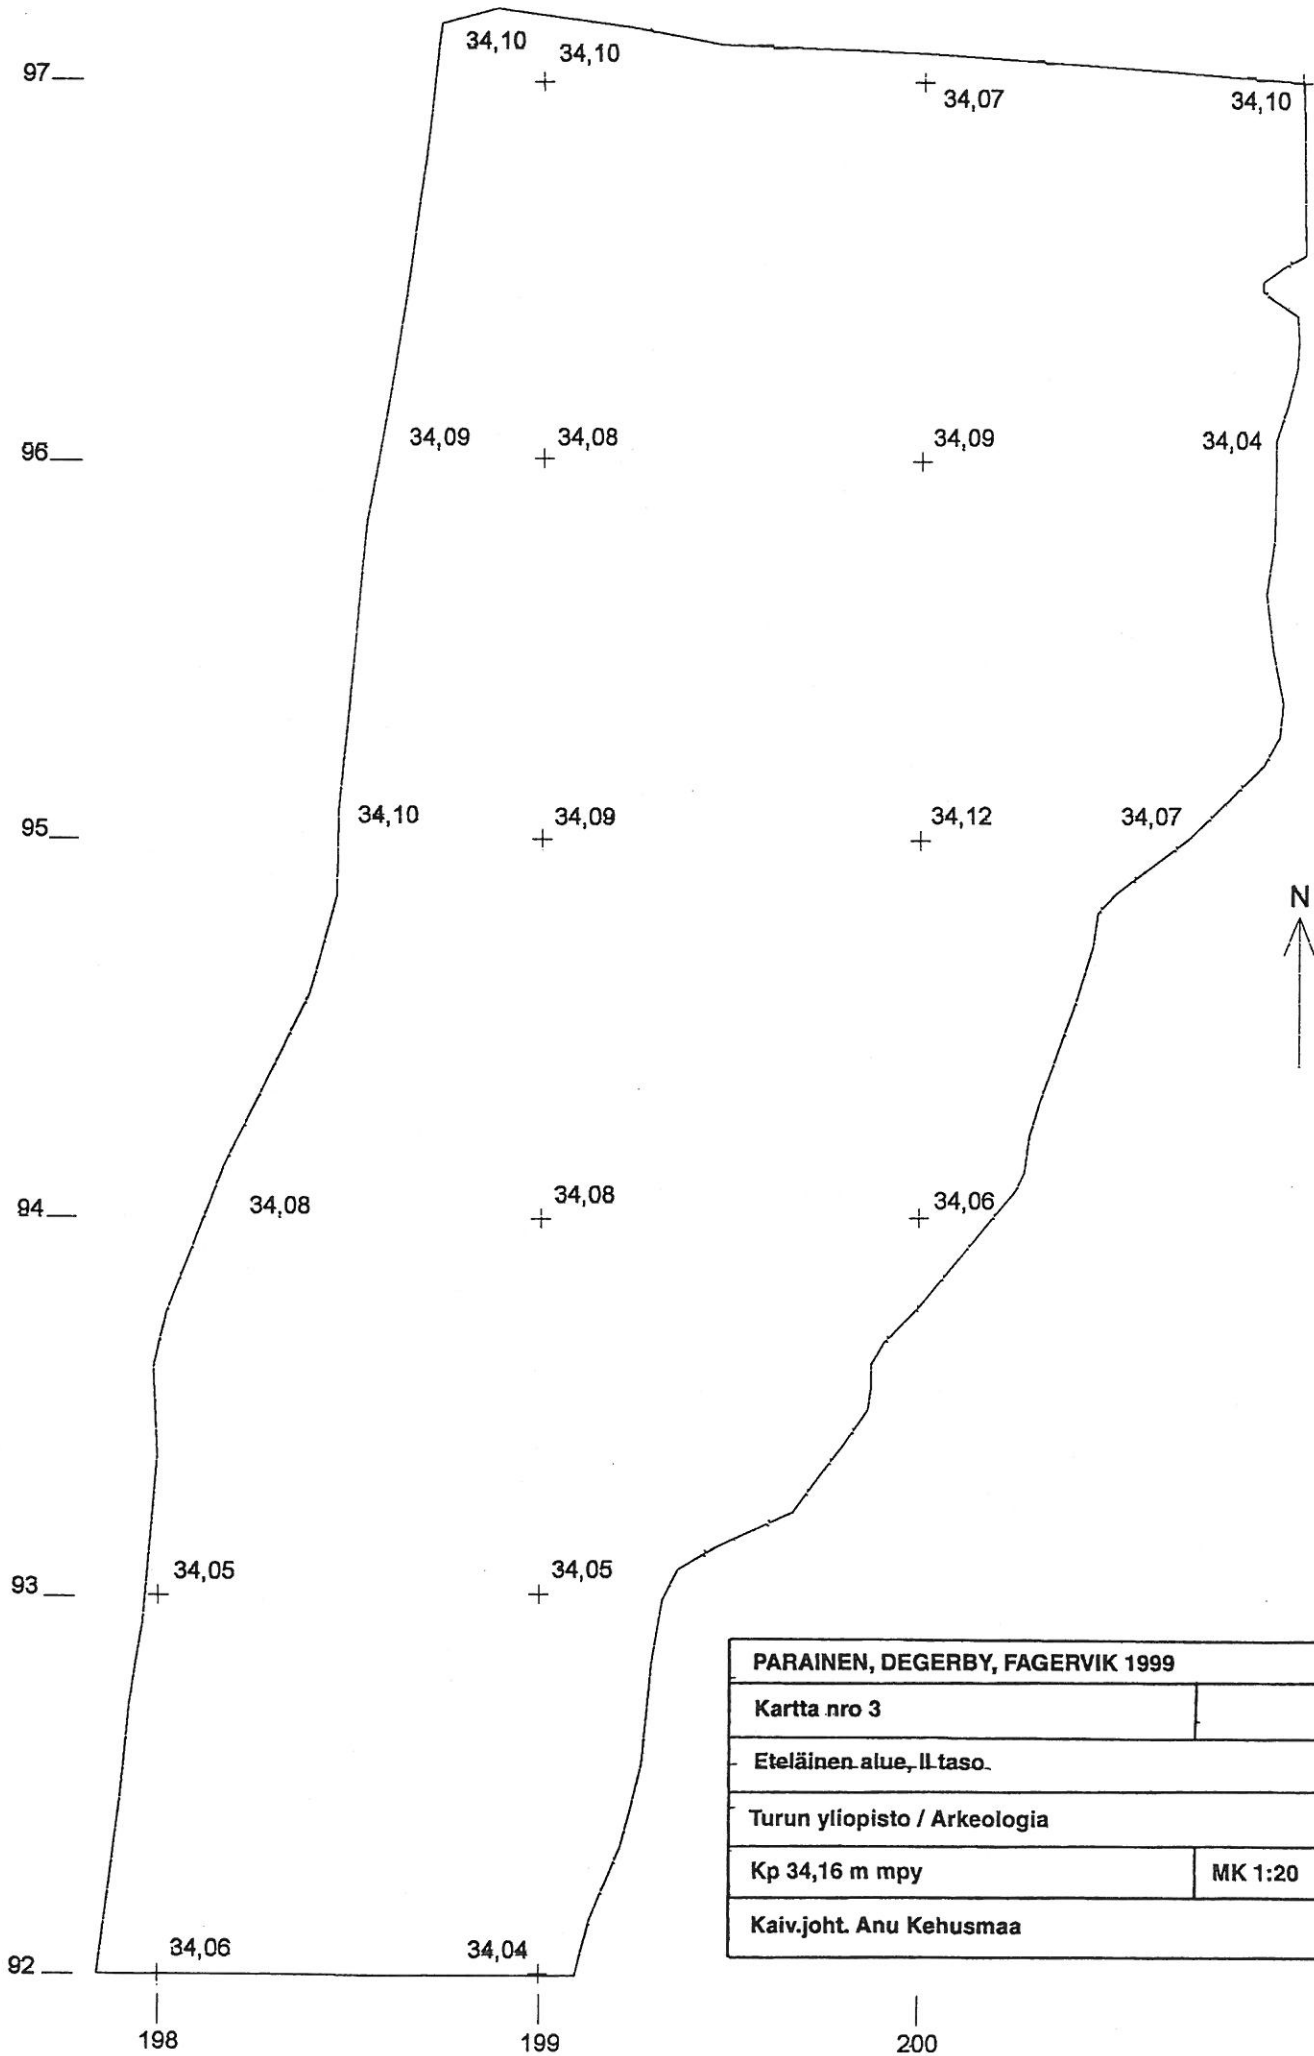 34,10 34,10
97
34,07 34,10
34,09 34,08 34,09 34,04
96
34,10 34,09 34,12 34,07
95
N
34,08 34,08 34,06
94
34,05 34,05
93
PARAINEN, DEGERBY, FAGERVIK 1999
Kartta nro 3
Eteläinen alue, II taso
Turun yliopisto / Arkeologia
Kp 34,16 m mpy MK 1:20
Kaiv.joht. Anu Kehusmaa
34,06 34,04
92
198 199 200